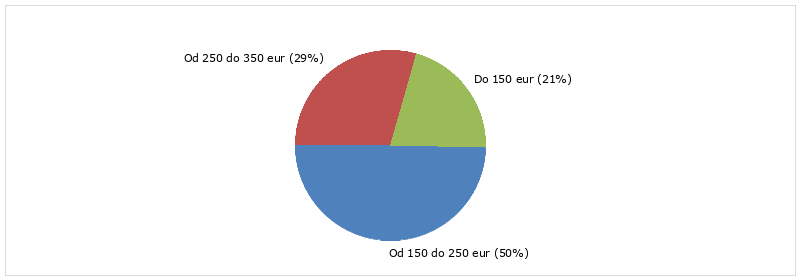 Od 250 do 350 eur (29%)
Do 150 eur (21%)
Od 150 do 250 eur (50%)